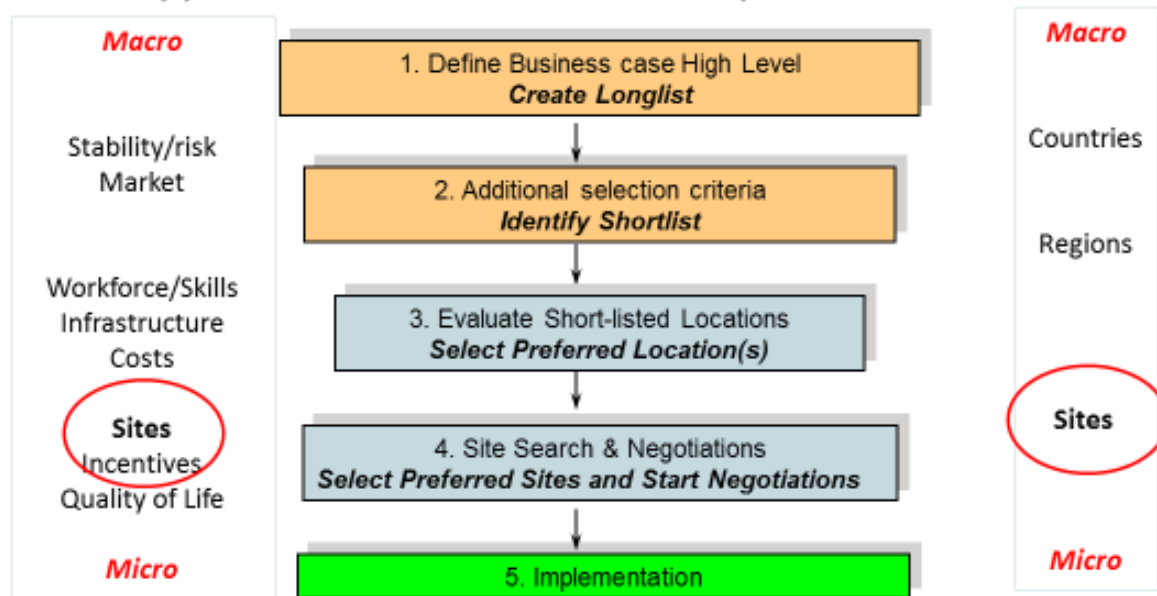 Macro
Stability/risk
Market
Workforce/Skills
Infrastructure
Costs
Sites
Incentives
Quality of Life
Micro
1. Define Business case High Level
Create Longlist
2. Additional selection criteria
Identify Shortlist
3. Evaluate Short-listed Locations
Select Preferred Location(s)
4. Site Search & Negotiations
Select Preferred Sites and Start Negotiations
5. Implementation
Macro
Countries
Regions
Sites
Micro